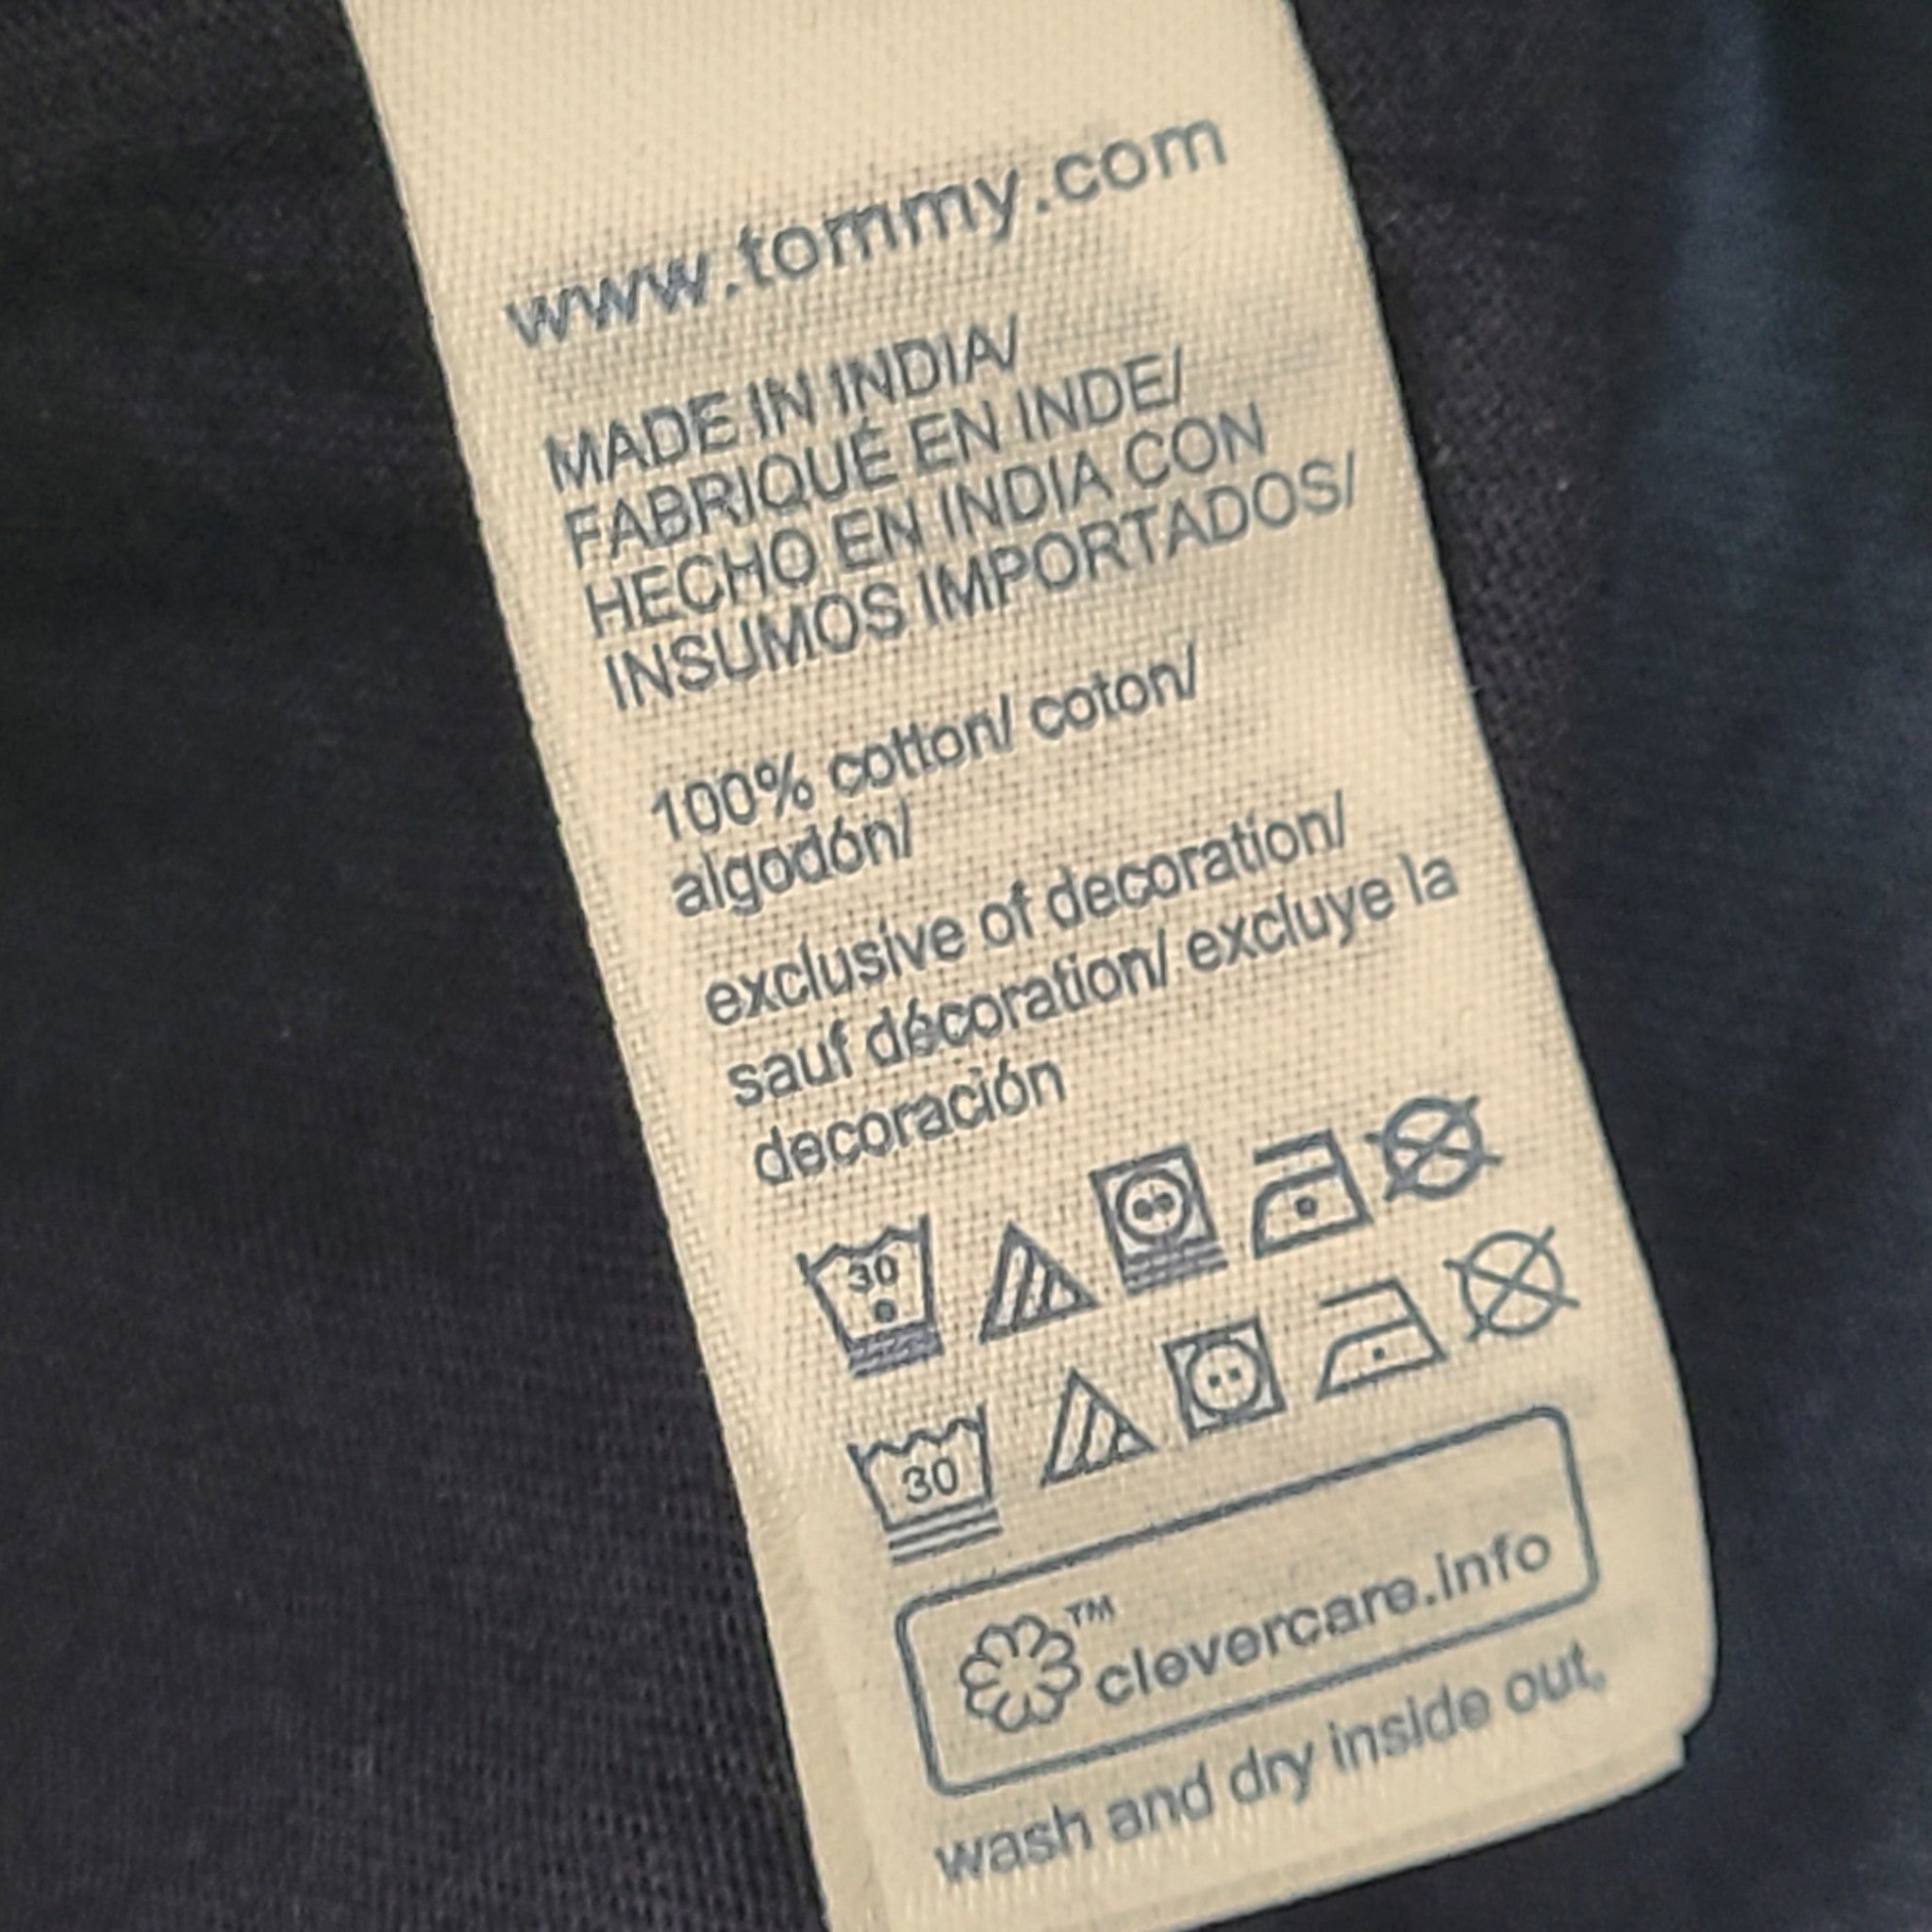 www.tommy.com
MADE IN INDIA/
FABRIQUÉ EN INDE/
HECHO EN INDIA CON
INSUMOS IMPORTADOS/
100% cotton/ coton/
algodón/
exclusive of decoration/
sauf décoration/ excluye la
decoración
30
30
TM
clevercare.info
wash and dry inside out,